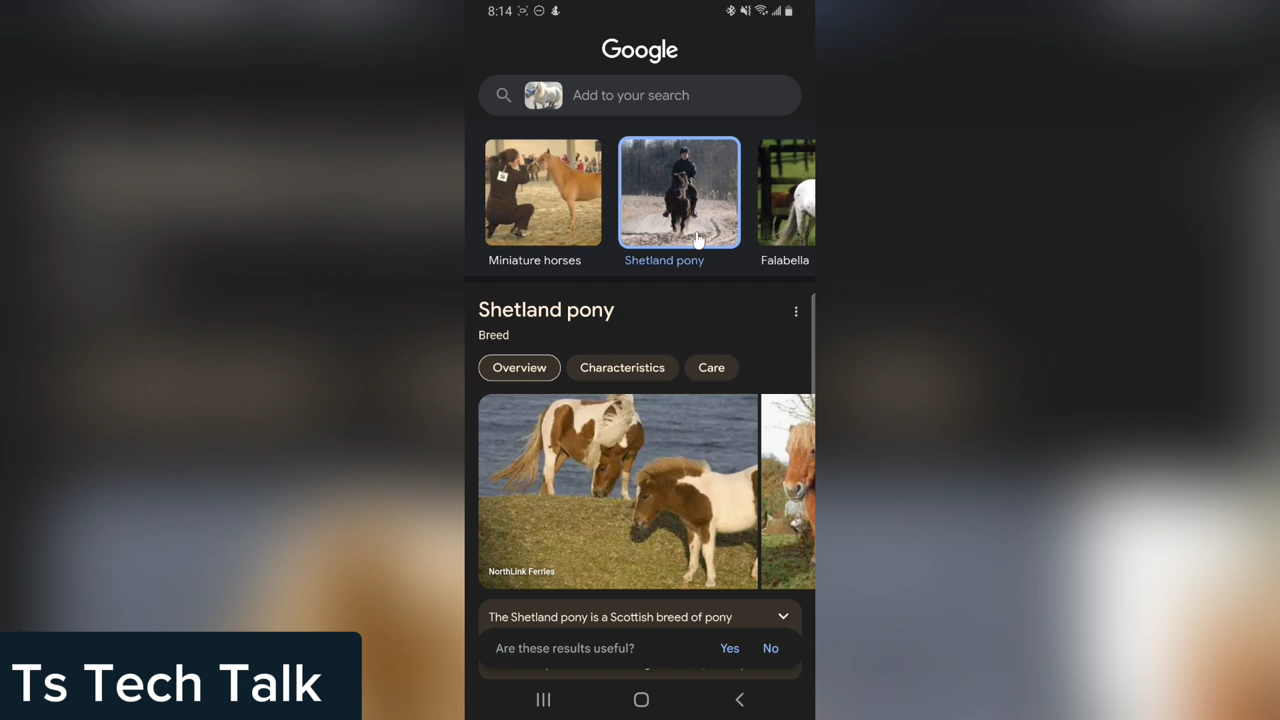 8:14
Google
Add to your search
Miniature horses
Shetland pony
Falabella
Shetland pony
Breed
Overview
Characteristics
Care
NorthLink Ferries
The Shetland pony is a Scottish breed of pony
Are these results useful?
Yes
No
Ts Tech Talk